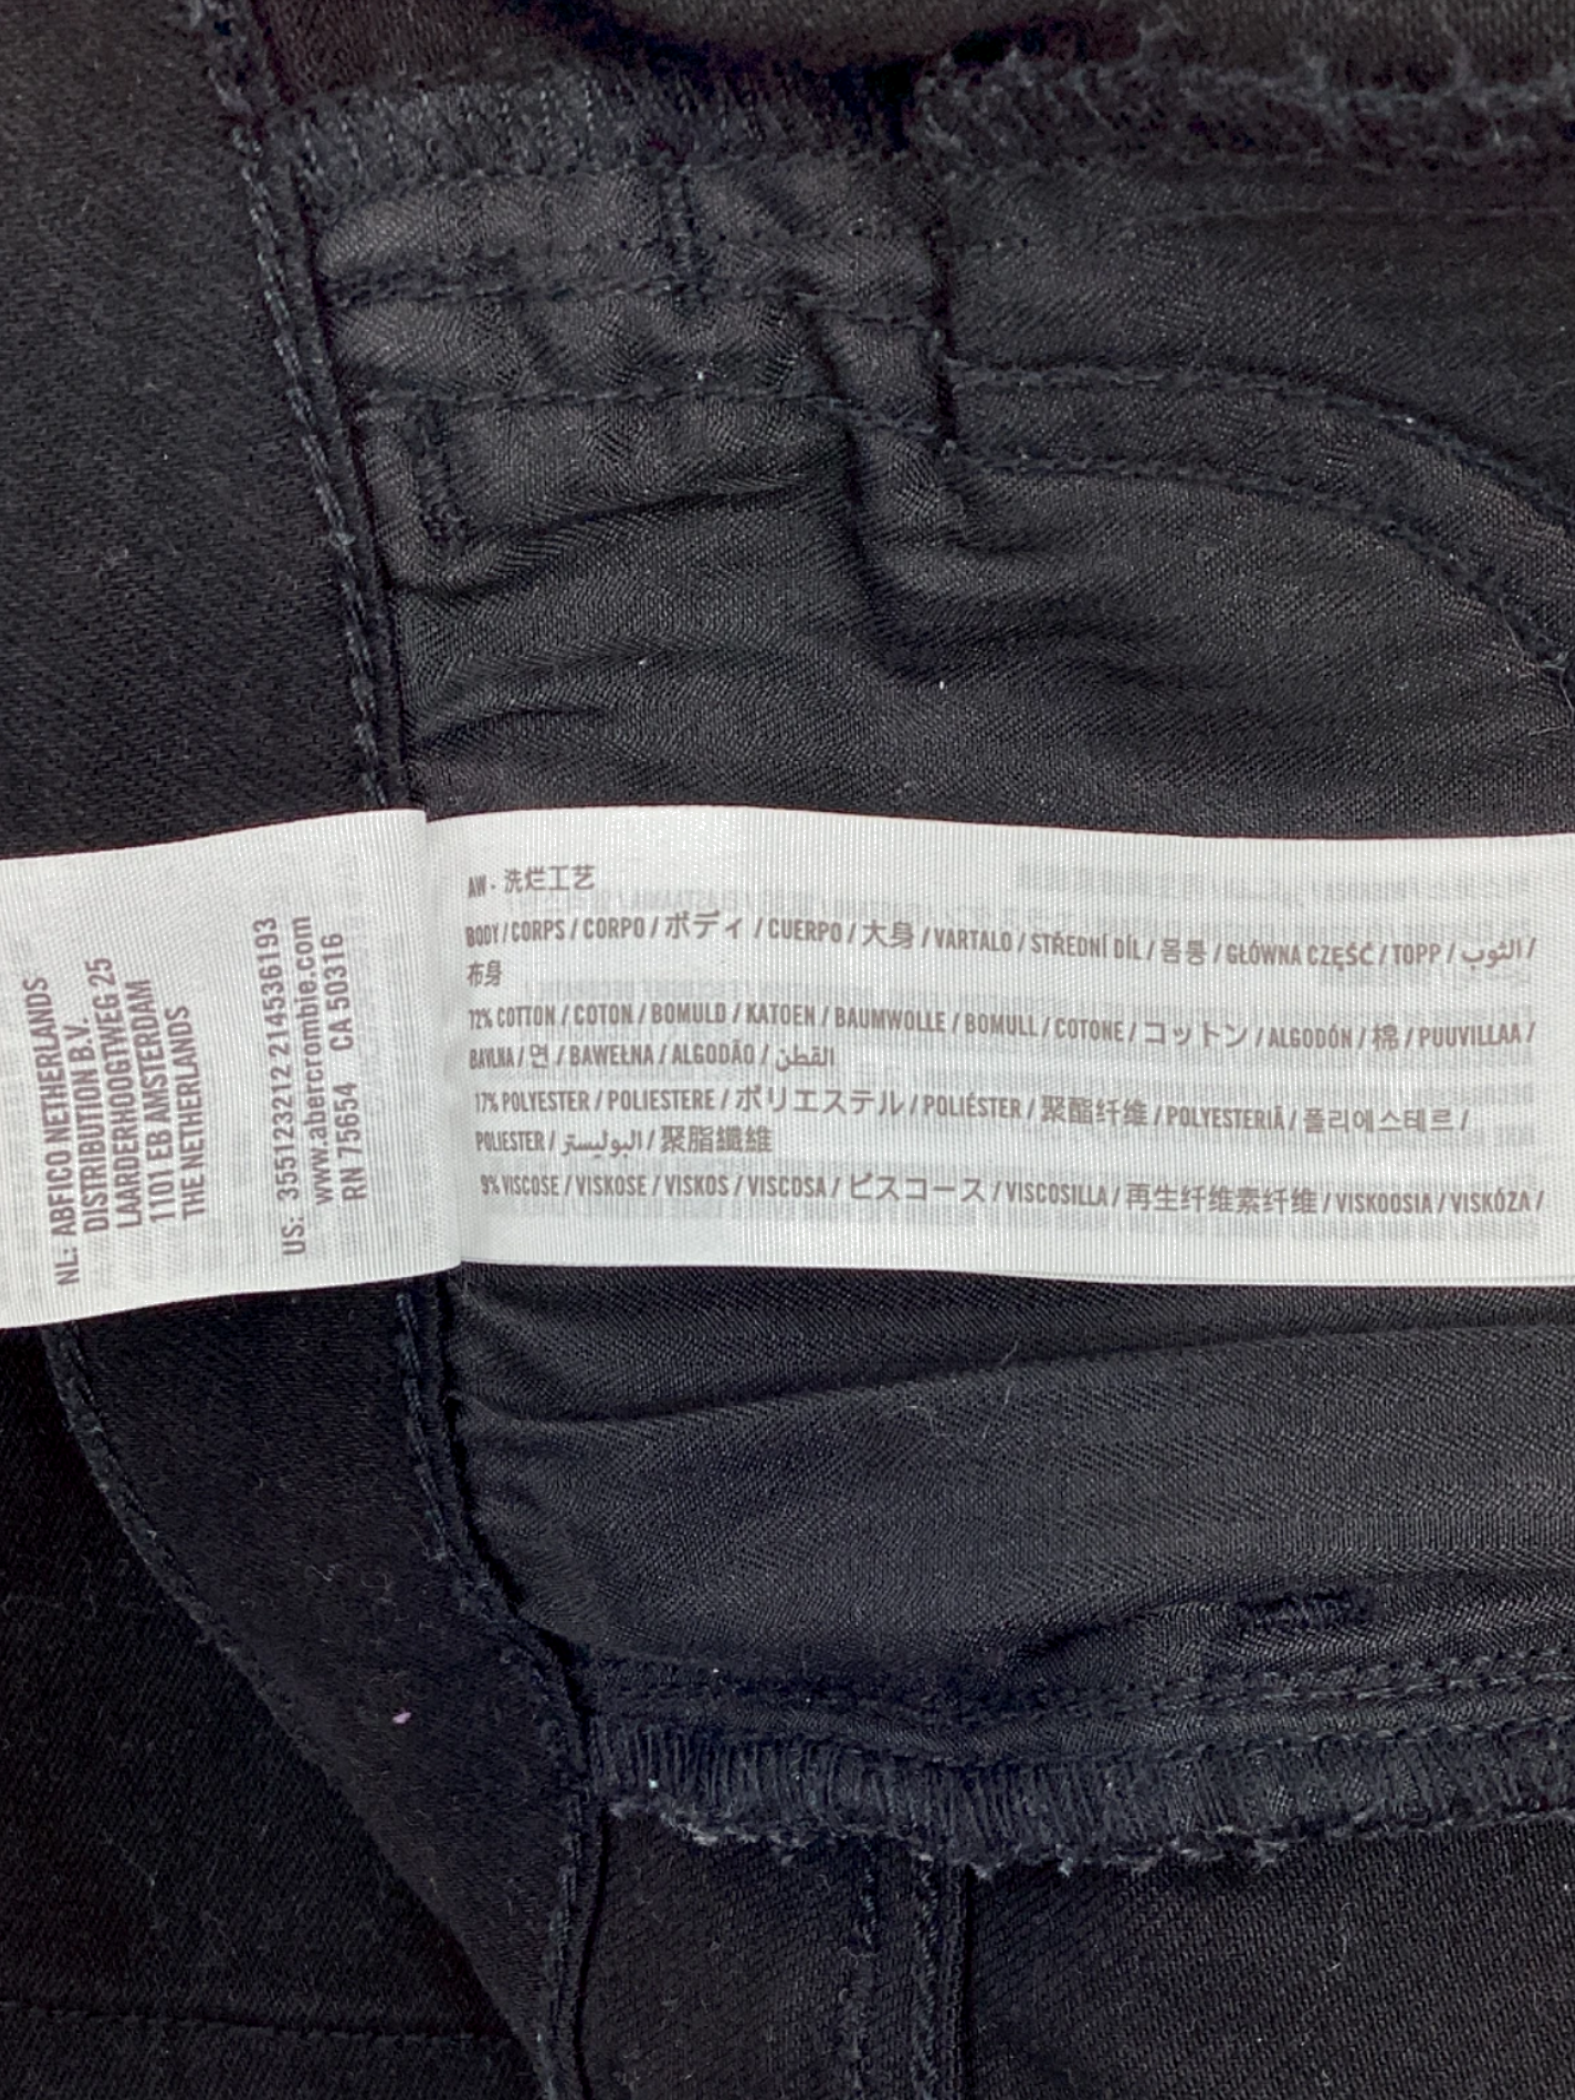 NL: ABFICO NETHERLANDS
DISTRIBUTION B.V.
LAARDERHOOGTWEG 25
1101 EB AMSTERDAM
THE NETHERLANDS
US: 355123212 214536193
www.abercrombie.com
RN 75654 CA 50316
AW - 洗烂工艺
BODY / CORPS / CORPO / ボディ / CUERPO / 大身 / VARTALO / STŘEDNÍ DÍL / 몸통 / GŁÓWNA CZĘŚĆ / TOPP / الثوب /
布身
72% COTTON / COTON / BOMULD / KATOEN / BAUMWOLLE / BOMULL / COTONE / コットン / ALGODÓN / 棉 / PUUVILLAA /
BAVLNA / 면 / BAWEŁNA / ALGODÃO / القطن
17% POLYESTER / POLIESTERE / ポリエステル / POLIÉSTER / 聚酯纤维 / POLYESTERIÄ / 폴리에스테르 /
POLIESTER / البوليستر / 聚脂纖維
9% VISCOSE / VISKOSE / VISKOS / VISCOSA / ビスコース / VISCOSILLA / 再生纤维素纤维 / VISKOOSIA / VISKÓZA /